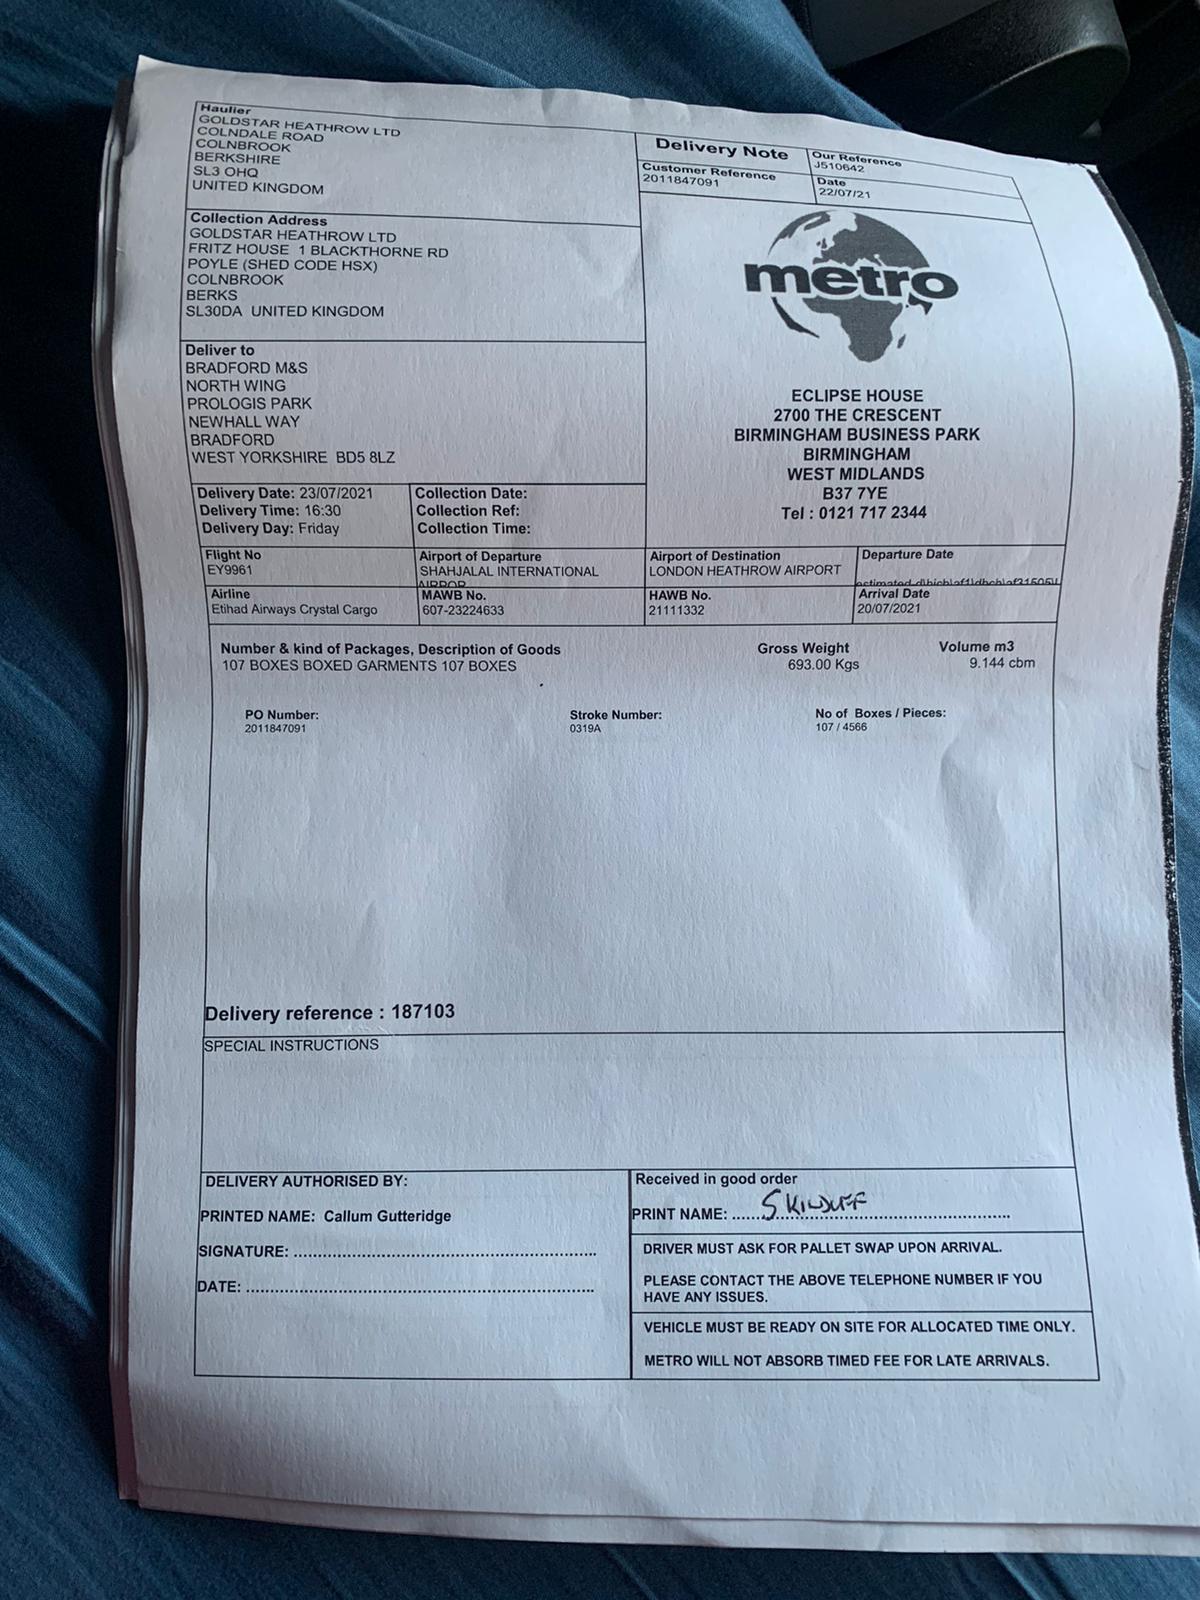 Haulier
GOLDSTAR HEATHROW LTD
COLNDALE ROAD
COLNBROOK
BERKSHIRE
SL3 OHQ
UNITED KINGDOM
Delivery Note
Our Reference
J510642
Customer Reference
2011847091
Date
22/07/21
Collection Address
GOLDSTAR HEATHROW LTD
FRITZ HOUSE 1 BLACKTHORNE RD
POYLE (SHED CODE HSX)
COLNBROOK
BERKS
SL30DA UNITED KINGDOM
metro
ECLIPSE HOUSE
2700 THE CRESCENT
BIRMINGHAM BUSINESS PARK
BIRMINGHAM
WEST MIDLANDS
B37 7YE
Tel : 0121 717 2344
Deliver to
BRADFORD M&S
NORTH WING
PROLOGIS PARK
NEWHALL WAY
BRADFORD
WEST YORKSHIRE BD5 8LZ
Delivery Date: 23/07/2021
Delivery Time: 16:30
Delivery Day: Friday
Collection Date:
Collection Ref:
Collection Time:
Flight No
EY9961
Airport of Departure
SHAHJALAL INTERNATIONAL
Airport of Destination
LONDON HEATHROW AIRPORT
Departure Date
Airline
Etihad Airways Crystal Cargo
MAWB No.
607-23224633
HAWB No.
21111332
Arrival Date
20/07/2021
Number & kind of Packages, Description of Goods Gross Weight Volume m3
107 BOXES BOXED GARMENTS 107 BOXES 693.00 Kgs 9.144 cbm
PO Number: Stroke Number: No of Boxes / Pieces:
2011847091 0319A 107 / 4566
Delivery reference : 187103
SPECIAL INSTRUCTIONS
DELIVERY AUTHORISED BY:
PRINTED NAME: Callum Gutteridge
SIGNATURE: ....................................................
DATE: ............................................................
Received in good order
PRINT NAME: ....................................................
DRIVER MUST ASK FOR PALLET SWAP UPON ARRIVAL.
PLEASE CONTACT THE ABOVE TELEPHONE NUMBER IF YOU
HAVE ANY ISSUES.
VEHICLE MUST BE READY ON SITE FOR ALLOCATED TIME ONLY.
METRO WILL NOT ABSORB TIMED FEE FOR LATE ARRIVALS.